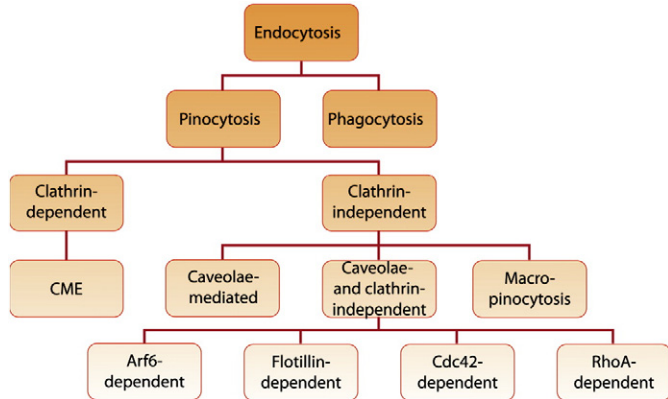 Endocytosis
Pinocytosis
Phagocytosis
Clathrin-
dependent
Clathrin-
independent
CME
Caveolae-
mediated
Caveolae-
and clathrin-
independent
Macro-
pinocytosis
Arf6-
dependent
Flotillin-
dependent
Cdc42-
dependent
RhoA-
dependent